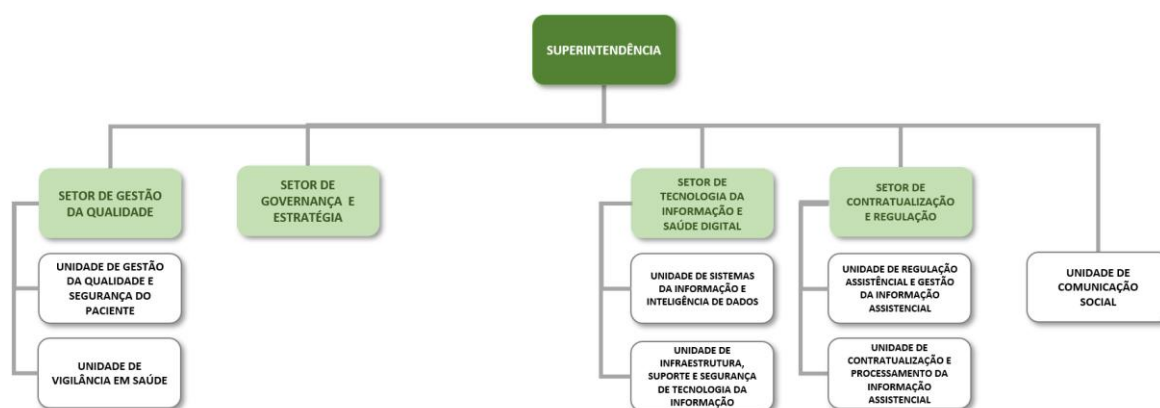 SUPERINTENDÊNCIA
SETOR DE GESTÃO
DA QUALIDADE
SETOR DE
GOVERNANÇA E
ESTRATÉGIA
SETOR DE
TECNOLOGIA DA
INFORMAÇÃO E
SAÚDE DIGITAL
SETOR DE
CONTRATUALIZAÇÃO
E REGULAÇÃO
UNIDADE DE GESTÃO
DA QUALIDADE E
SEGURANÇA DO
PACIENTE
UNIDADE DE SISTEMAS
DA INFORMAÇÃO E
INTELIGÊNCIA DE DADOS
UNIDADE DE REGULAÇÃO
ASSISTÊNCIAL E GESTÃO
DA INFORMAÇÃO
ASSISTENCIAL
UNIDADE DE
COMUNICAÇÃO
SOCIAL
UNIDADE DE
VIGILÂNCIA EM SAÚDE
UNIDADE DE
INFRAESTRUTURA,
SUPORTE E SEGURANÇA
DE TECNOLOGIA DA
INFORMAÇÃO
UNIDADE DE
CONTRATUALIZAÇÃO E
PROCESSAMENTO DA
INFORMAÇÃO
ASSISTENCIAL